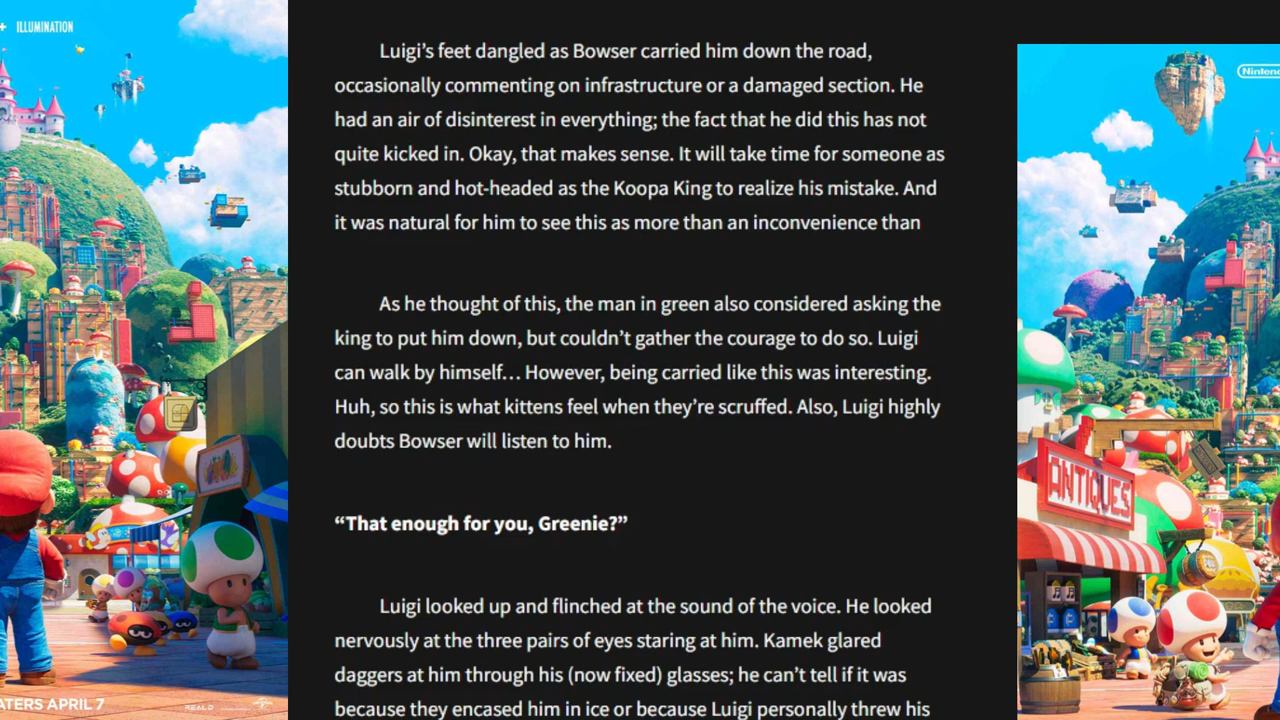 ILLUMINATION
ATERS APRIL 7
REALD
Luigi’s feet dangled as Bowser carried him down the road,
occasionally commenting on infrastructure or a damaged section. He
had an air of disinterest in everything; the fact that he did this has not
quite kicked in. Okay, that makes sense. It will take time for someone as
stubborn and hot-headed as the Koopa King to realize his mistake. And
it was natural for him to see this as more than an inconvenience than
As he thought of this, the man in green also considered asking the
king to put him down, but couldn’t gather the courage to do so. Luigi
can walk by himself… However, being carried like this was interesting.
Huh, so this is what kittens feel when they’re scruffed. Also, Luigi highly
doubts Bowser will listen to him.
“That enough for you, Greenie?”
Luigi looked up and flinched at the sound of the voice. He looked
nervously at the three pairs of eyes staring at him. Kamek glared
daggers at him through his (now fixed) glasses; he can’t tell if it was
because they encased him in ice or because Luigi personally threw his
Ninten
ANTIQUES